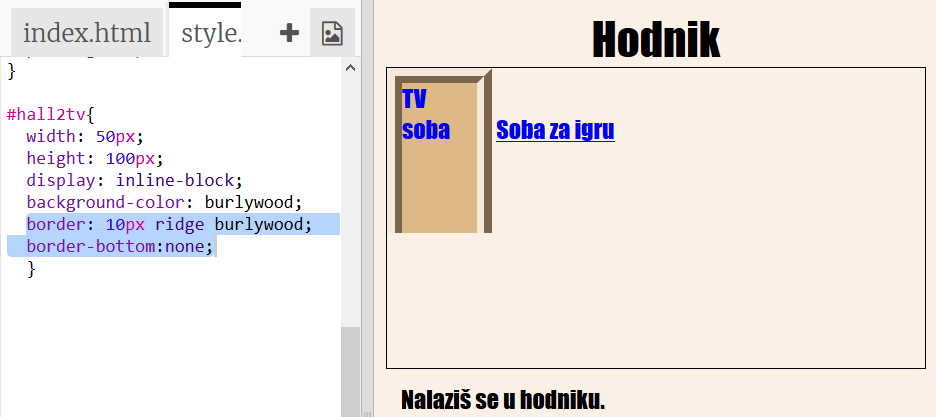 index.html
style.
}
#hall2tv{
width: 50px;
height: 100px;
display: inline-block;
background-color: burlywood;
border: 10px ridge burlywood;
border-bottom:none;
}
Hodnik
TV
soba
Soba za igru
Nalaziš se u hodniku.